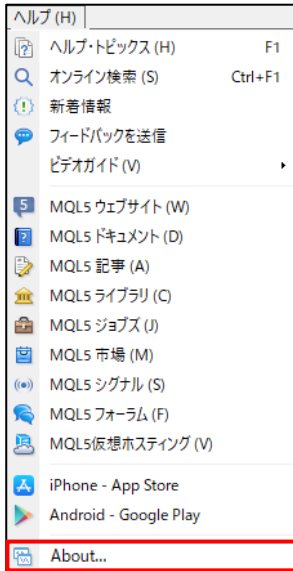 ヘルプ (H)
ヘルプ・トピックス (H) F1
オンライン検索 (S) Ctrl+F1
新着情報
フィードバックを送信
ビデオガイド (V)
5 MQL5 ウェブサイト (W)
MQL5 ドキュメント (D)
MQL5 記事 (A)
MQL5 ライブラリ (C)
MQL5 ジョブズ (J)
MQL5 市場 (M)
MQL5 シグナル (S)
MQL5 フォーラム (F)
MQL5仮想ホスティング (V)
iPhone - App Store
Android - Google Play
About...